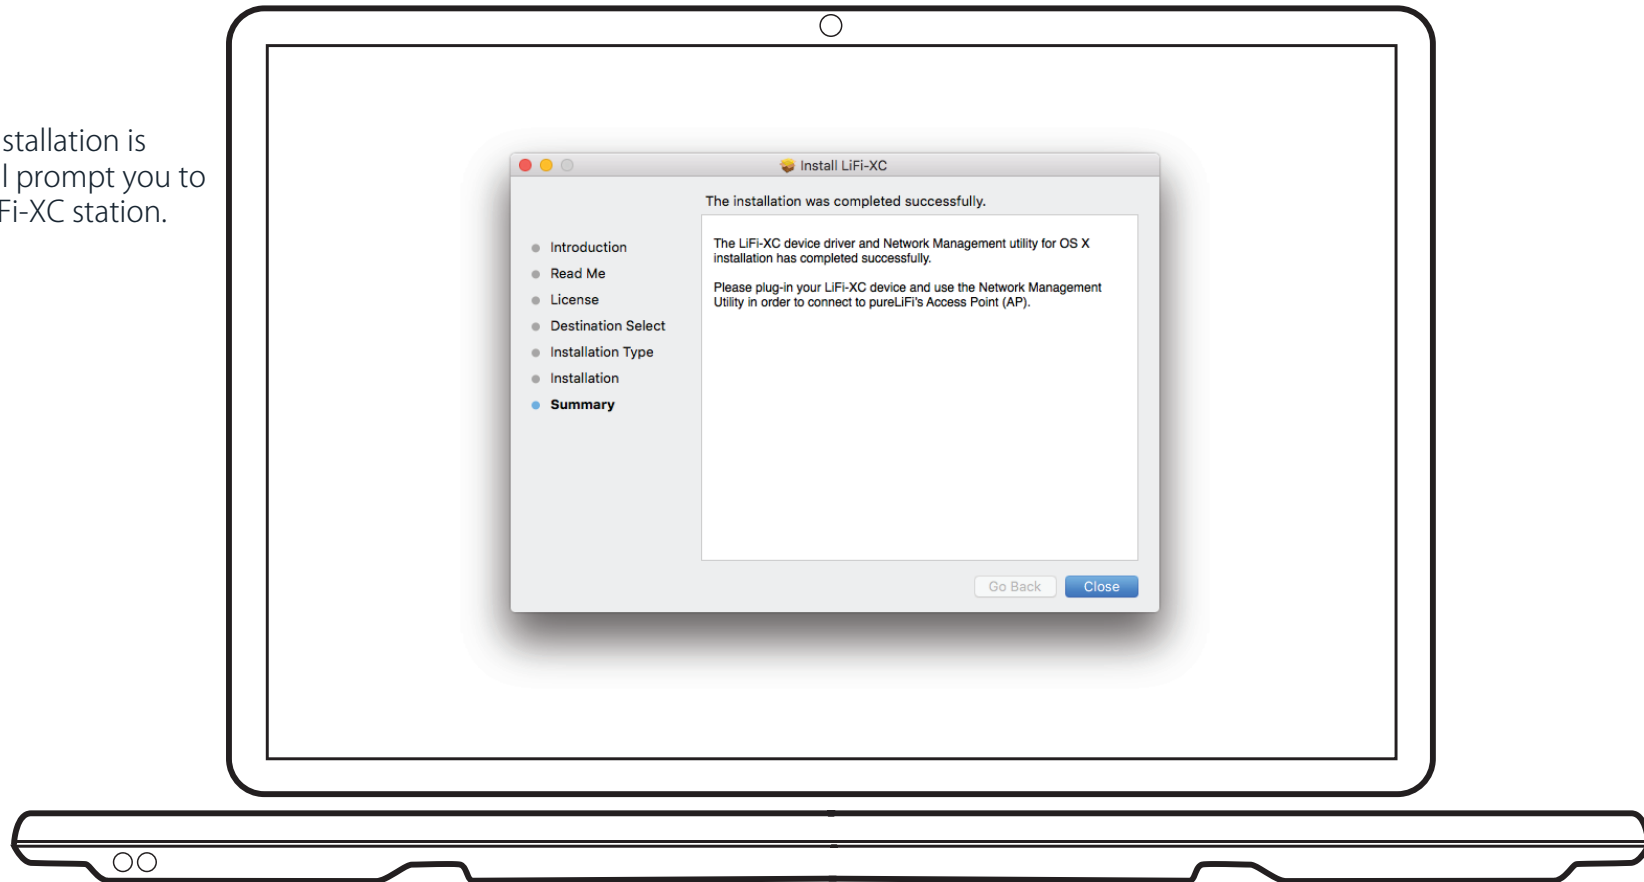 stallation is
l prompt you to
Fi-XC station.
Install LiFi-XC
The installation was completed successfully.
Introduction
Read Me
License
Destination Select
Installation Type
Installation
Summary
The LiFi-XC device driver and Network Management utility for OS X
installation has completed successfully.
Please plug-in your LiFi-XC device and use the Network Management
Utility in order to connect to pureLiFi's Access Point (AP).
Go Back
Close